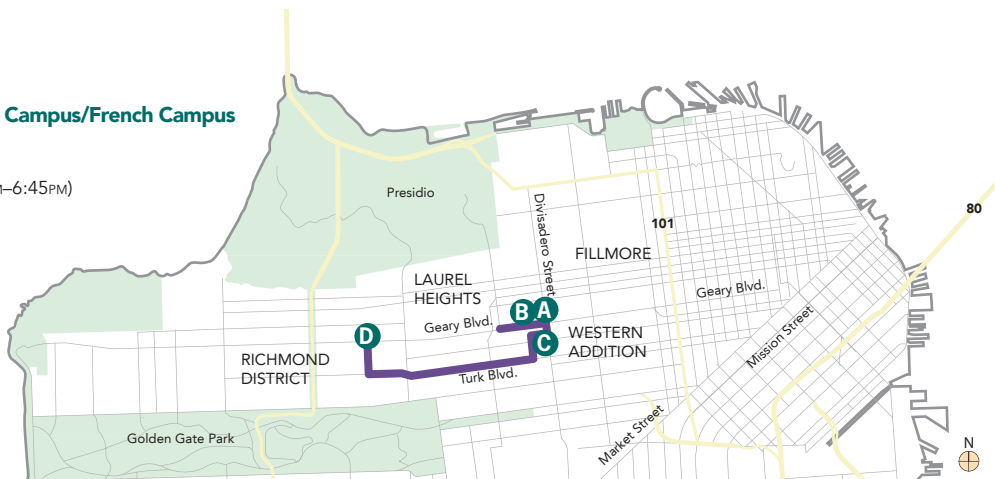 Campus/French Campus
–6:45PM)
Presidio
Divisadero Street
101
80
FILLMORE
LAUREL
HEIGHTS
Geary Blvd.
Geary Blvd.
B
A
C
D
WESTERN
ADDITION
Mission Street
RICHMOND
DISTRICT
Turk Blvd.
Market Street
Golden Gate Park
N